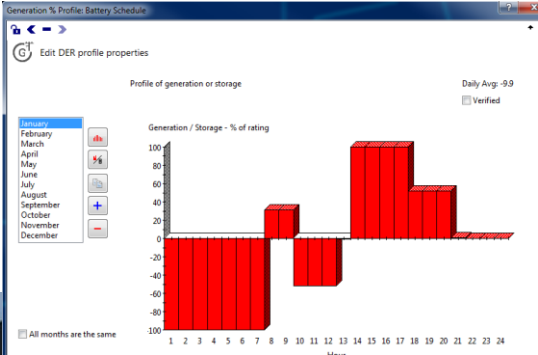 Generation % Profile: Battery Schedule
Edit DER profile properties
Profile of generation or storage
Daily Avg: -9.9
Verified
January
February
March
April
May
June
July
August
September
October
November
December
Generation / Storage - % of rating
100
80
60
40
20
0
-20
-40
-60
-80
-100
1 2 3 4 5 6 7 8 9 10 11 12 13 14 15 16 17 18 19 20 21 22 23 24
Hour
All months are the same